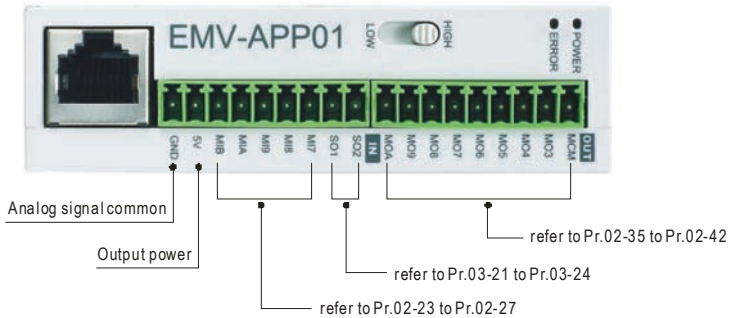 EMV-APP01
LOW
HIGH
ERROR
POWER
GND
5V
MIB
MIA
MI9
MI8
MI7
SO1
SO2
IN
MOA
MO9
MO8
MO7
MO6
MO5
MO4
MO3
MCM
OUT
Analog signal common
Output power
refer to Pr.02-35 to Pr.02-42
refer to Pr.03-21 to Pr.03-24
refer to Pr.02-23 to Pr.02-27